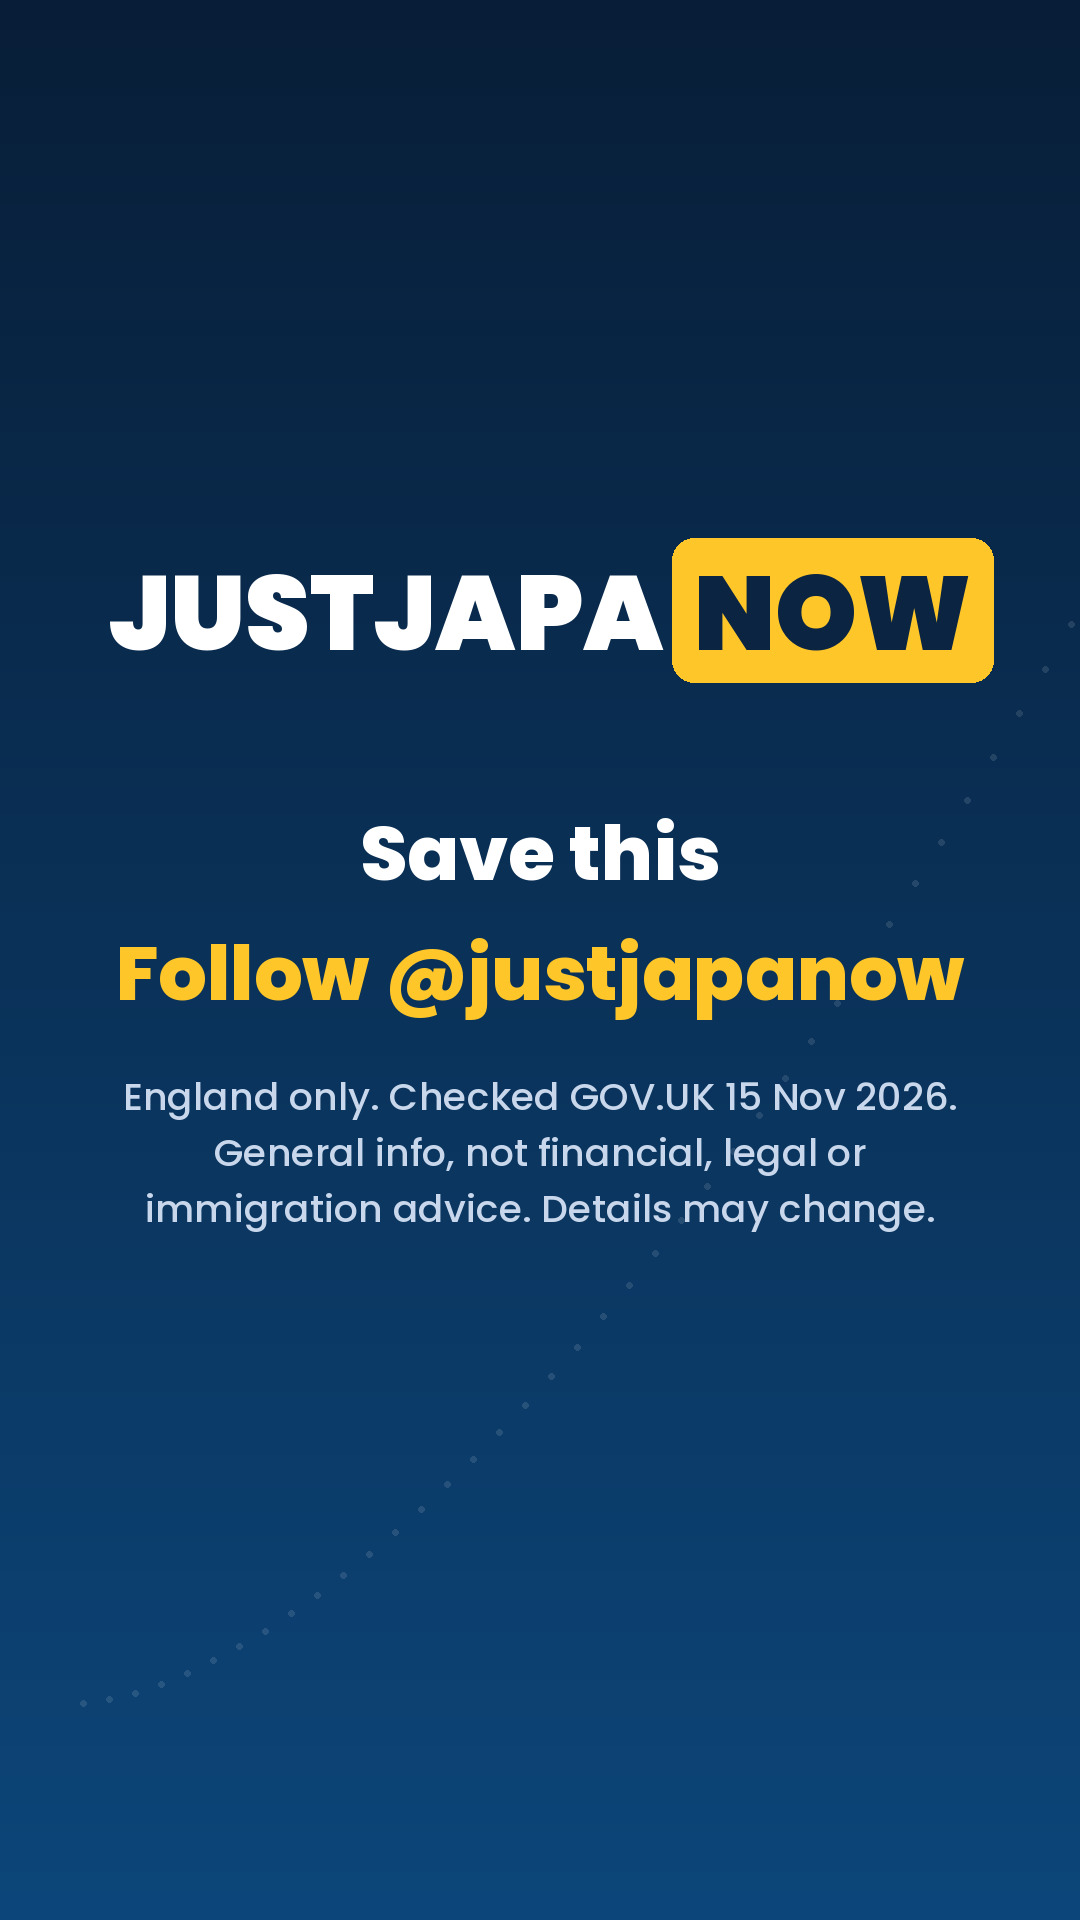 JUSTJAPA NOW
Save this
Follow @justjapanow
England only. Checked GOV.UK 15 Nov 2026.
General info, not financial, legal or
immigration advice. Details may change.